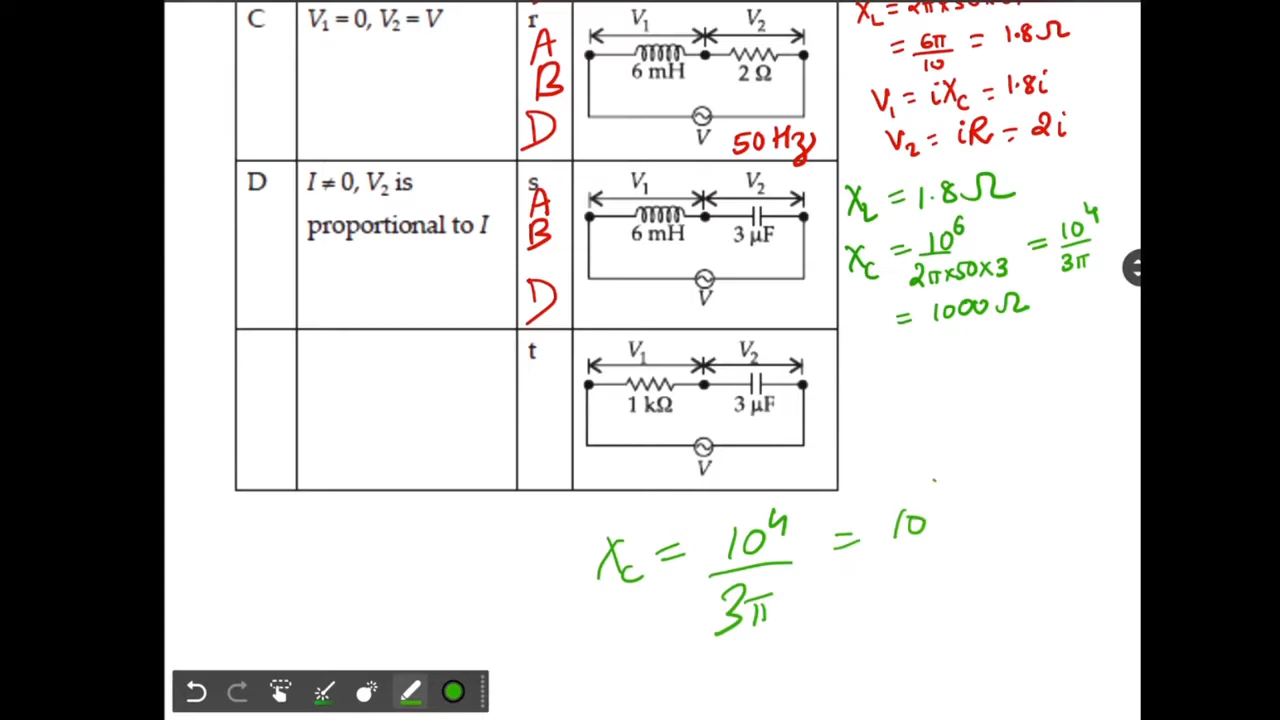 C V₁ = 0, V₂ = V r V₁ V₂
A
B
D
6 mH 2 Ω
V
50 Hz
= 6π/10 = 1.8 Ω
V₁ = iX_C = 1.8i
V₂ = iR = 2i
D I ≠ 0, V₂ is s V₁ V₂
proportional to I
A
B
D
6 mH 3 μF
V
X_L = 1.8 Ω
X_C = 10⁶/2π×50×3 = 10⁴/3π
= 1000 Ω
t V₁ V₂
1 kΩ 3 μF
V
X_C = 10⁴/3π = 10